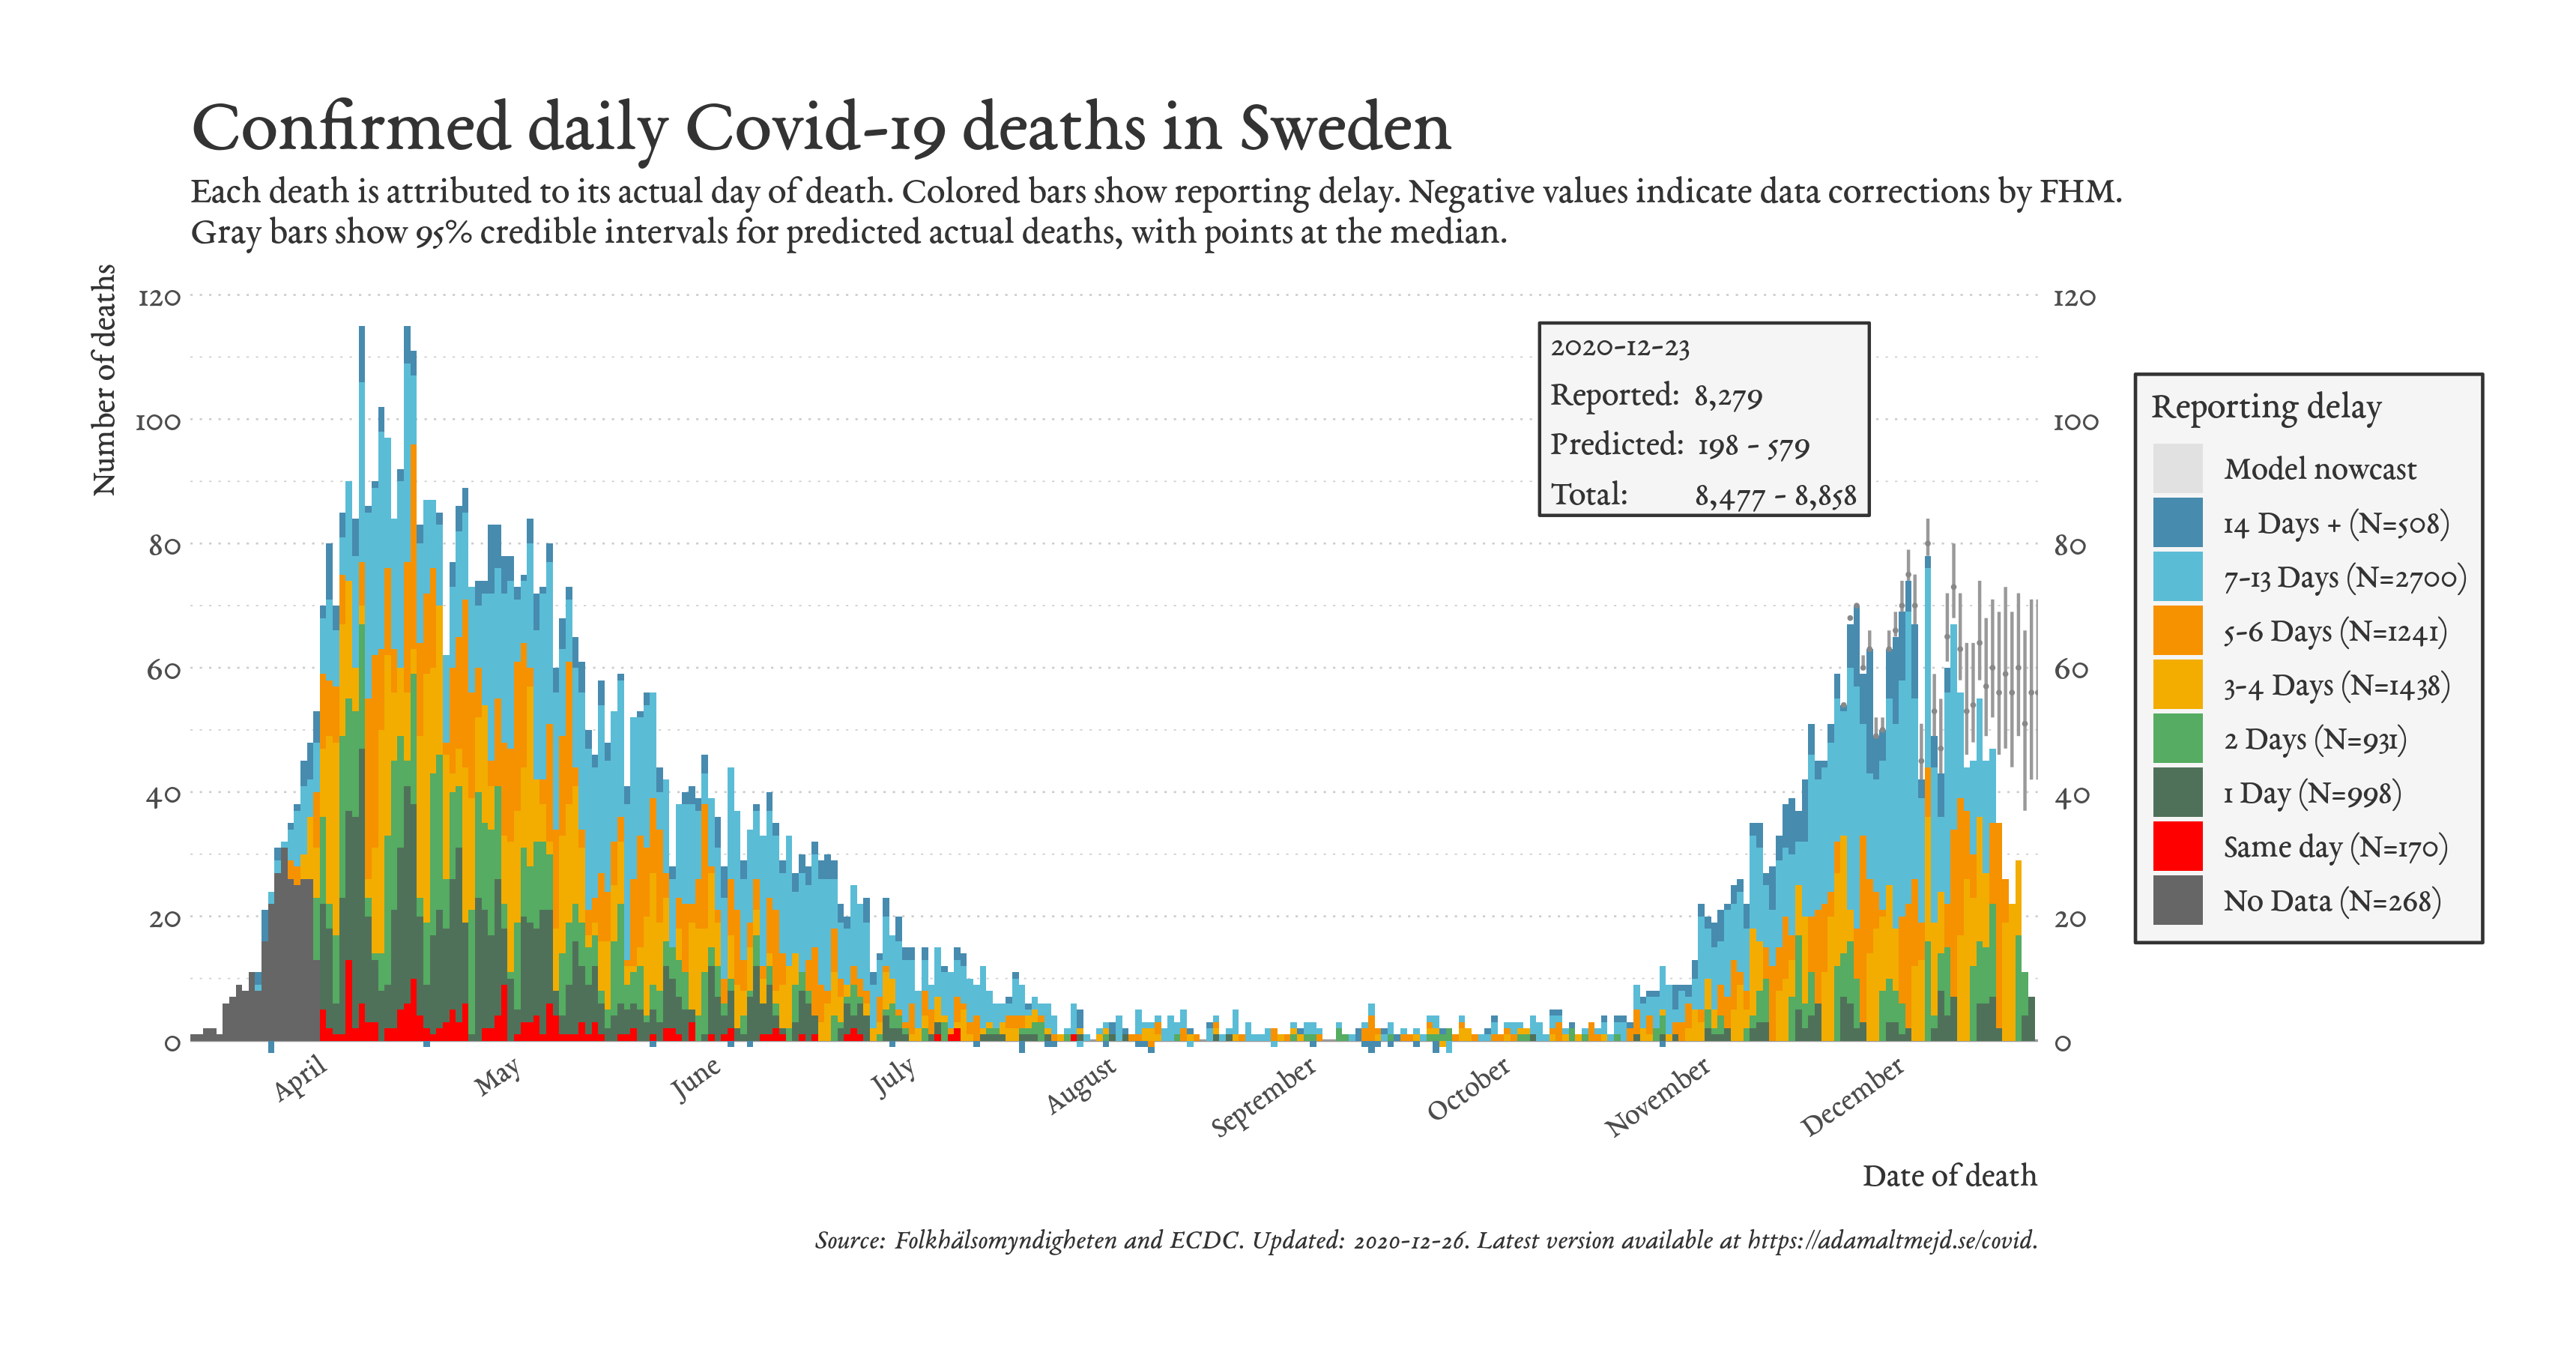 Confirmed daily Covid-19 deaths in Sweden
Each death is attributed to its actual day of death. Colored bars show reporting delay. Negative values indicate data corrections by FHM.
Gray bars show 95% credible intervals for predicted actual deaths, with points at the median.
Number of deaths
120
100
80
60
40
20
0
120
100
80
60
40
20
0
2020-12-23
Reported: 8,279
Predicted: 198 - 579
Total: 8,477 - 8,858
Reporting delay
Model nowcast
14 Days + (N=508)
7-13 Days (N=2700)
5-6 Days (N=1241)
3-4 Days (N=1438)
2 Days (N=931)
1 Day (N=998)
Same day (N=170)
No Data (N=268)
April
May
June
July
August
September
October
November
December
Date of death
Source: Folkhälsomyndigheten and ECDC. Updated: 2020-12-26. Latest version available at https://adamaltmejd.se/covid.